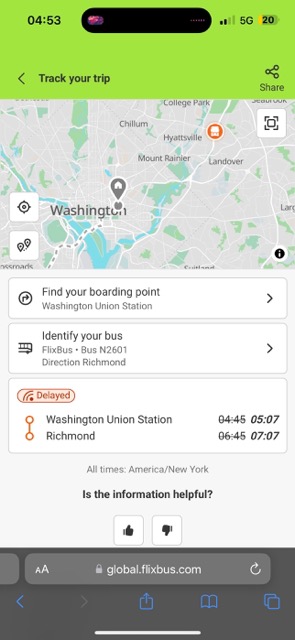 04:53
5G
20
Track your trip
Share
College Park
Seabrook
Chillum
Hyattsville
Mount Rainier
Landover
Washington
Larg
ossroads
Suitland
Find your boarding point
Washington Union Station
Identify your bus
FlixBus • Bus N2601
Direction Richmond
Delayed
Washington Union Station 04:45 05:07
Richmond 06:45 07:07
All times: America/New York
Is the information helpful?
AA
global.flixbus.com